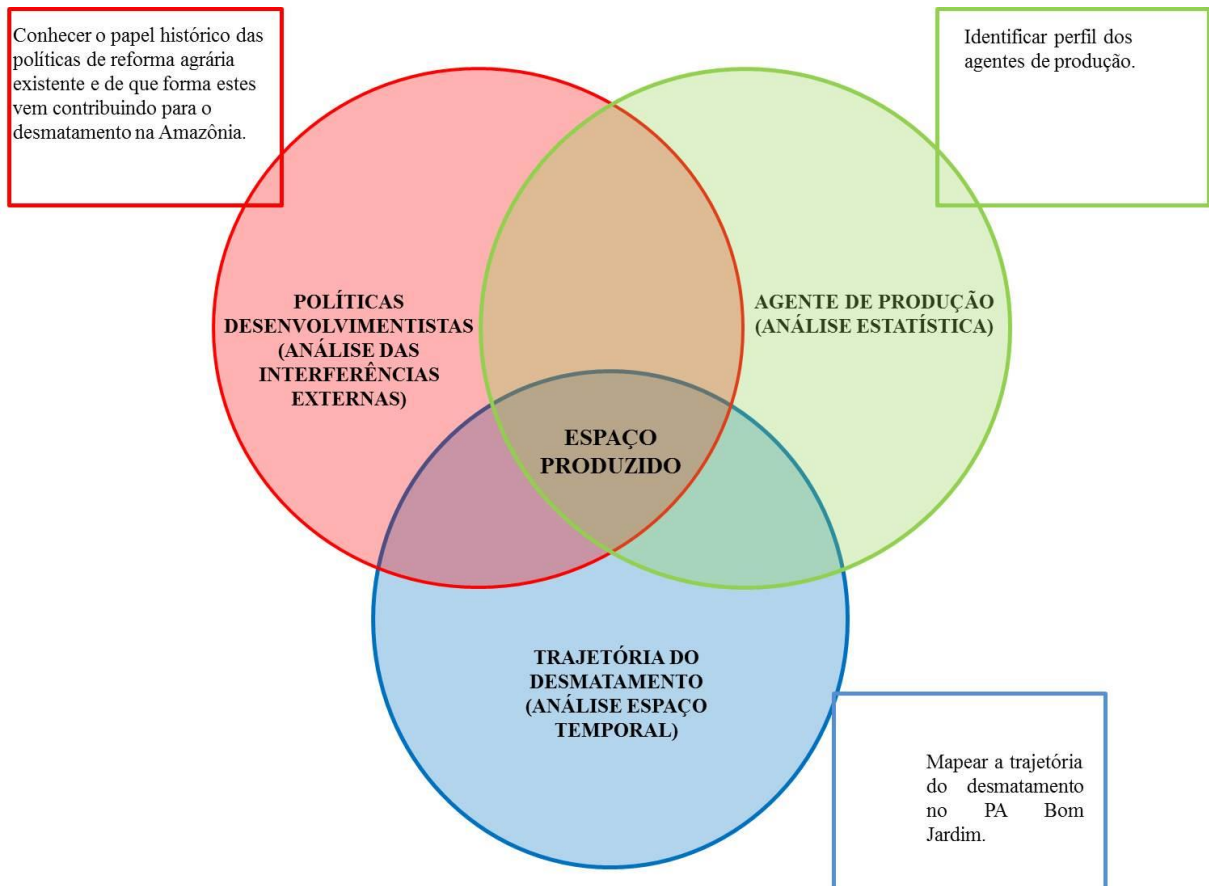 Conhecer o papel histórico das
políticas de reforma agrária
existente e de que forma estes
vem contribuindo para o
desmatamento na Amazônia.
Identificar perfil dos
agentes de produção.
POLÍTICAS
DESENVOLVIMENTISTAS
(ANÁLISE DAS
INTERFERÊNCIAS
EXTERNAS)
AGENTE DE PRODUÇÃO
(ANÁLISE ESTATÍSTICA)
ESPAÇO
PRODUZIDO
TRAJETÓRIA DO
DESMATAMENTO
(ANÁLISE ESPAÇO
TEMPORAL)
Mapear a trajetória
do desmatamento
no PA Bom
Jardim.